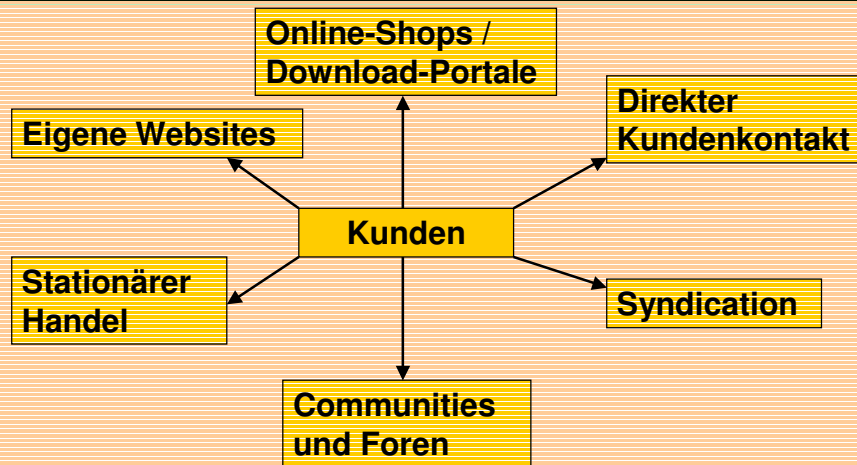 Online-Shops /
Download-Portale
Direkter
Kundenkontakt
Eigene Websites
Kunden
Stationärer
Handel
Syndication
Communities
und Foren